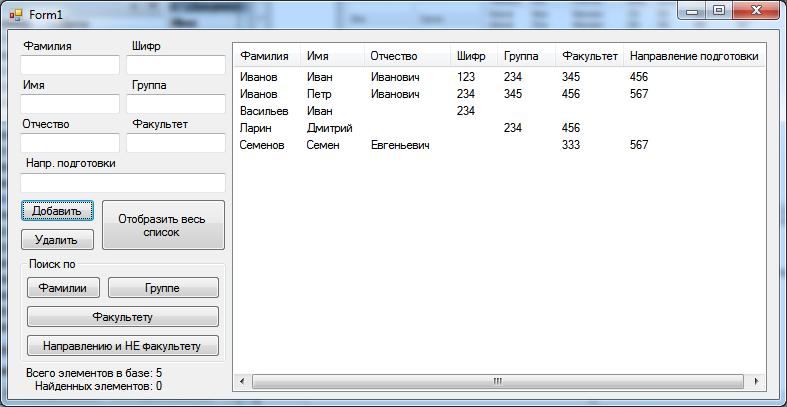 Form1
Фамилия Шифр
Имя Группа
Отчество Факультет
Напр. подготовки
Добавить
Удалить
Отобразить весь
список
Поиск по
Фамилии Группе
Факультету
Направлению и НЕ факультету
Всего элементов в базе: 5
Найденных элементов: 0
Фамилия Имя Отчество Шифр Группа Факультет Направление подготовки
Иванов Иван Иванович 123 234 345 456
Иванов Петр Иванович 234 345 456 567
Васильев Иван 234
Ларин Дмитрий 234 456
Семенов Семен Евгеньевич 333 567